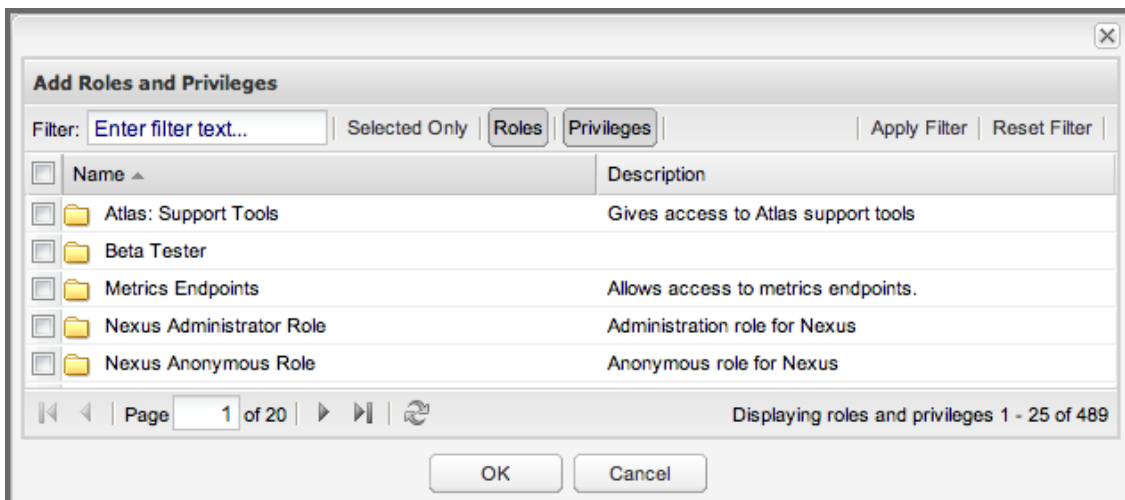 Add Roles and Privileges
Filter: Enter filter text... Selected Only Roles Privileges Apply Filter Reset Filter
Name Description
Atlas: Support Tools Gives access to Atlas support tools
Beta Tester
Metrics Endpoints Allows access to metrics endpoints.
Nexus Administrator Role Administration role for Nexus
Nexus Anonymous Role Anonymous role for Nexus
Page 1 of 20 Displaying roles and privileges 1 - 25 of 489
OK Cancel